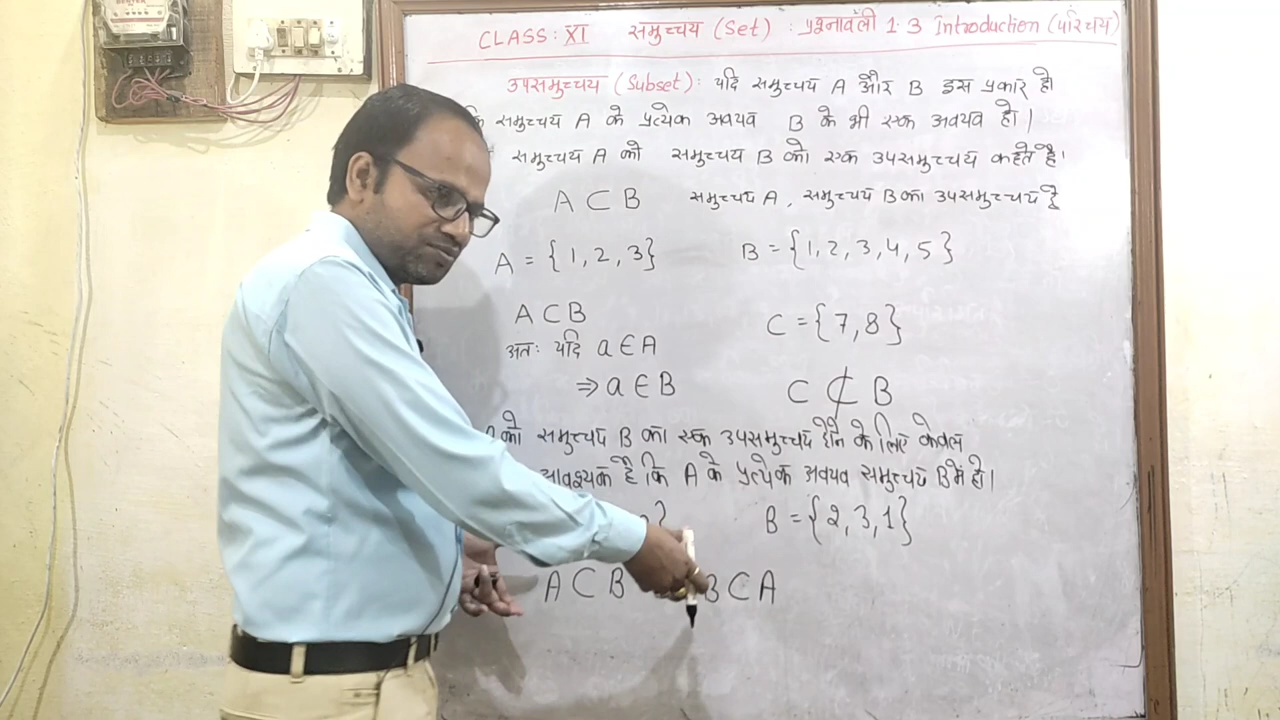 CLASS: XI समुच्चय (Set) : प्रश्नावली 1.3 Introduction (परिचय)
उपसमुच्चय (Subset): यदि समुच्चय A और B इस प्रकार हो
समुच्चय A के प्रत्येक अवयव B के भी एक अवयव हो।
समुच्चय A को समुच्चय B को एक उपसमुच्चय कहते है।
A ⊂ B समुच्चय A, समुच्चय B का उपसमुच्चय है
A = {1, 2, 3} B = {1, 2, 3, 4, 5}
A ⊂ B C = {7, 8}
अतः यदि a ∈ A
⇒ a ∈ B C ⊄ B
को समुच्चय B का एक उपसमुच्चय होने के लिए केवल
आवश्यक है कि A के प्रत्येक अवयव समुच्चय B में हो।
B = {2, 3, 1}
A ⊂ B B ⊂ A